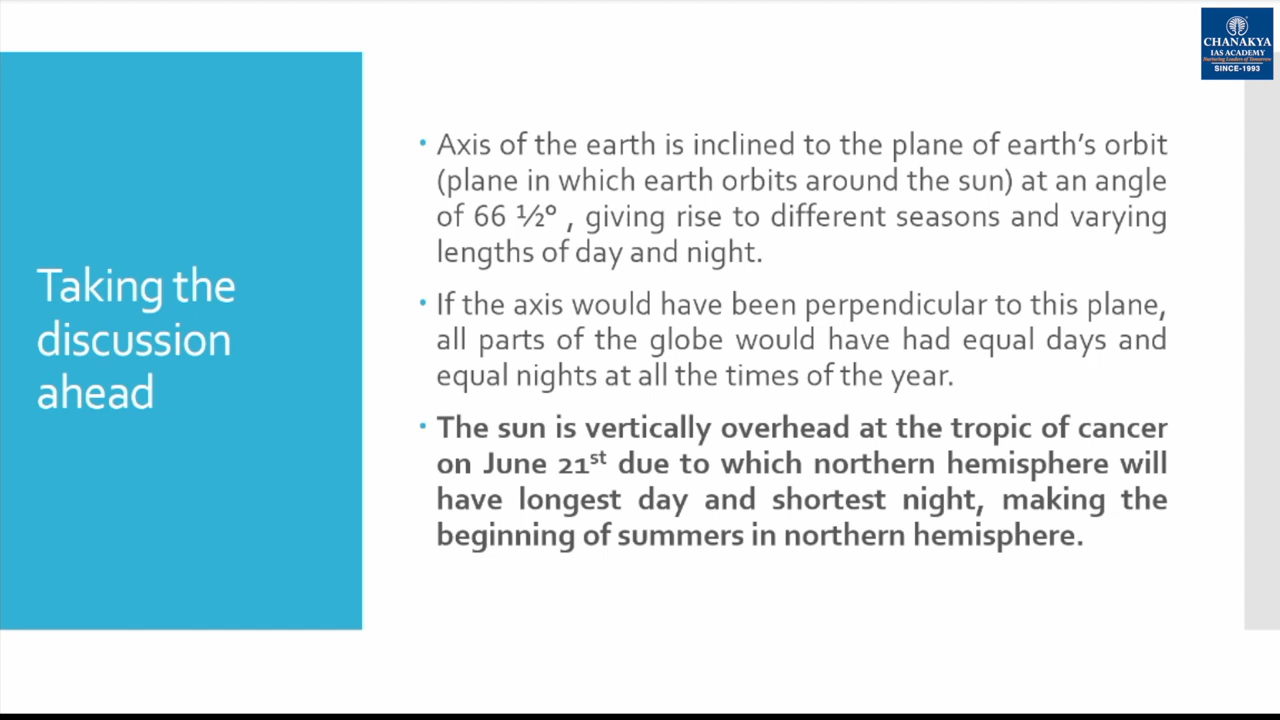 CHANAKYA
IAS ACADEMY
Nurturing Leaders of Tomorrow
SINCE-1993
Taking the
discussion
ahead
• Axis of the earth is inclined to the plane of earth's orbit
(plane in which earth orbits around the sun) at an angle
of 66 ½° , giving rise to different seasons and varying
lengths of day and night.
• If the axis would have been perpendicular to this plane,
all parts of the globe would have had equal days and
equal nights at all the times of the year.
• The sun is vertically overhead at the tropic of cancer
on June 21st due to which northern hemisphere will
have longest day and shortest night, making the
beginning of summers in northern hemisphere.